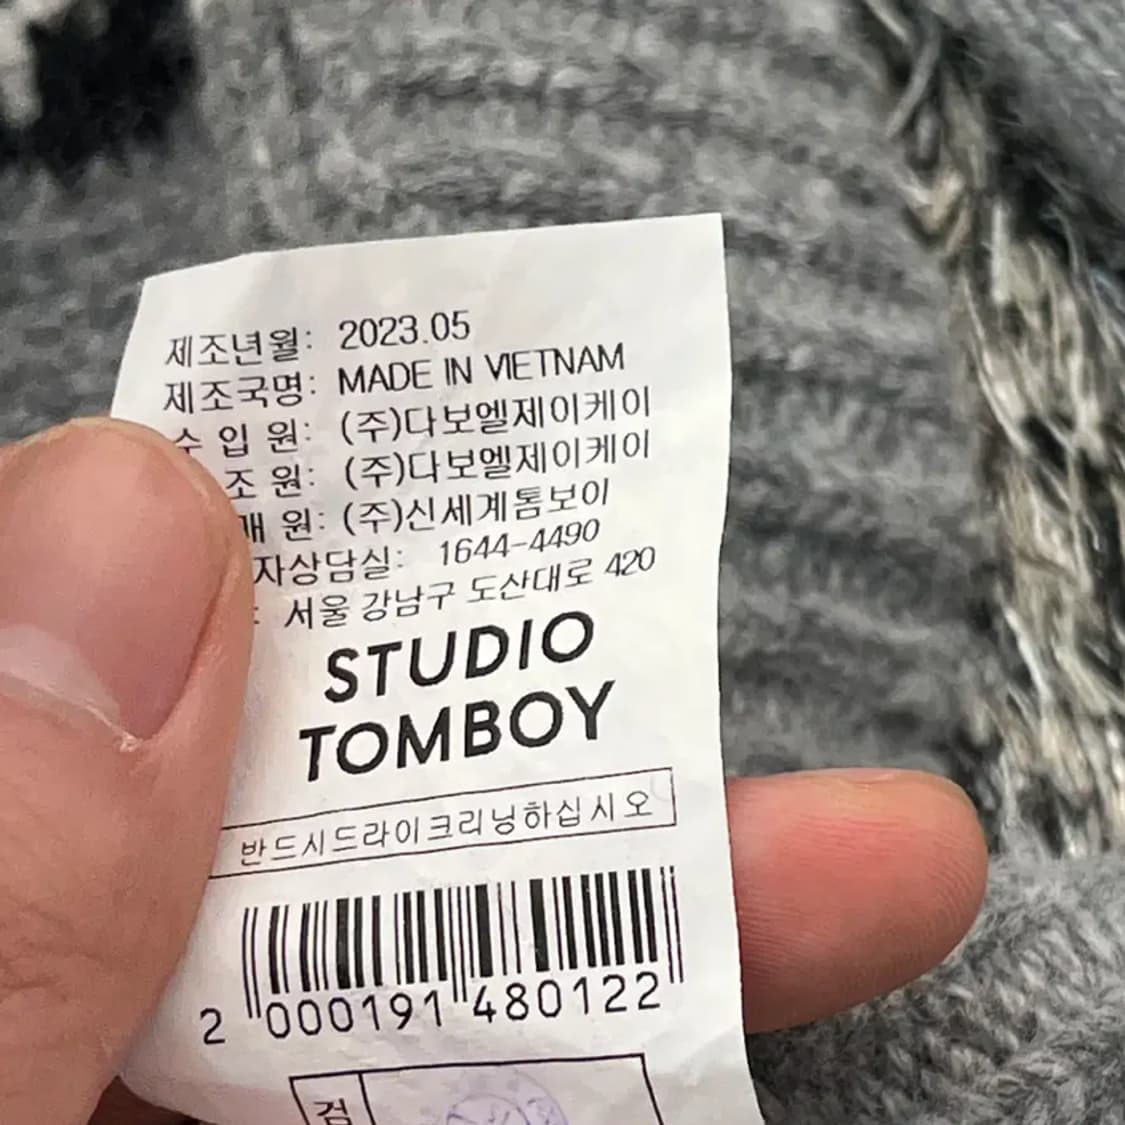 제조년월: 2023.05
제조국명: MADE IN VIETNAM
수 입 원: (주)다보엘제이케이
조 원: (주)다보엘제이케이
매 원: (주)신세계톰보이
자상담실: 1644-4490
: 서울 강남구 도산대로 420
STUDIO
TOMBOY
반드시드라이크리닝하십시오
2 000191 480122
검